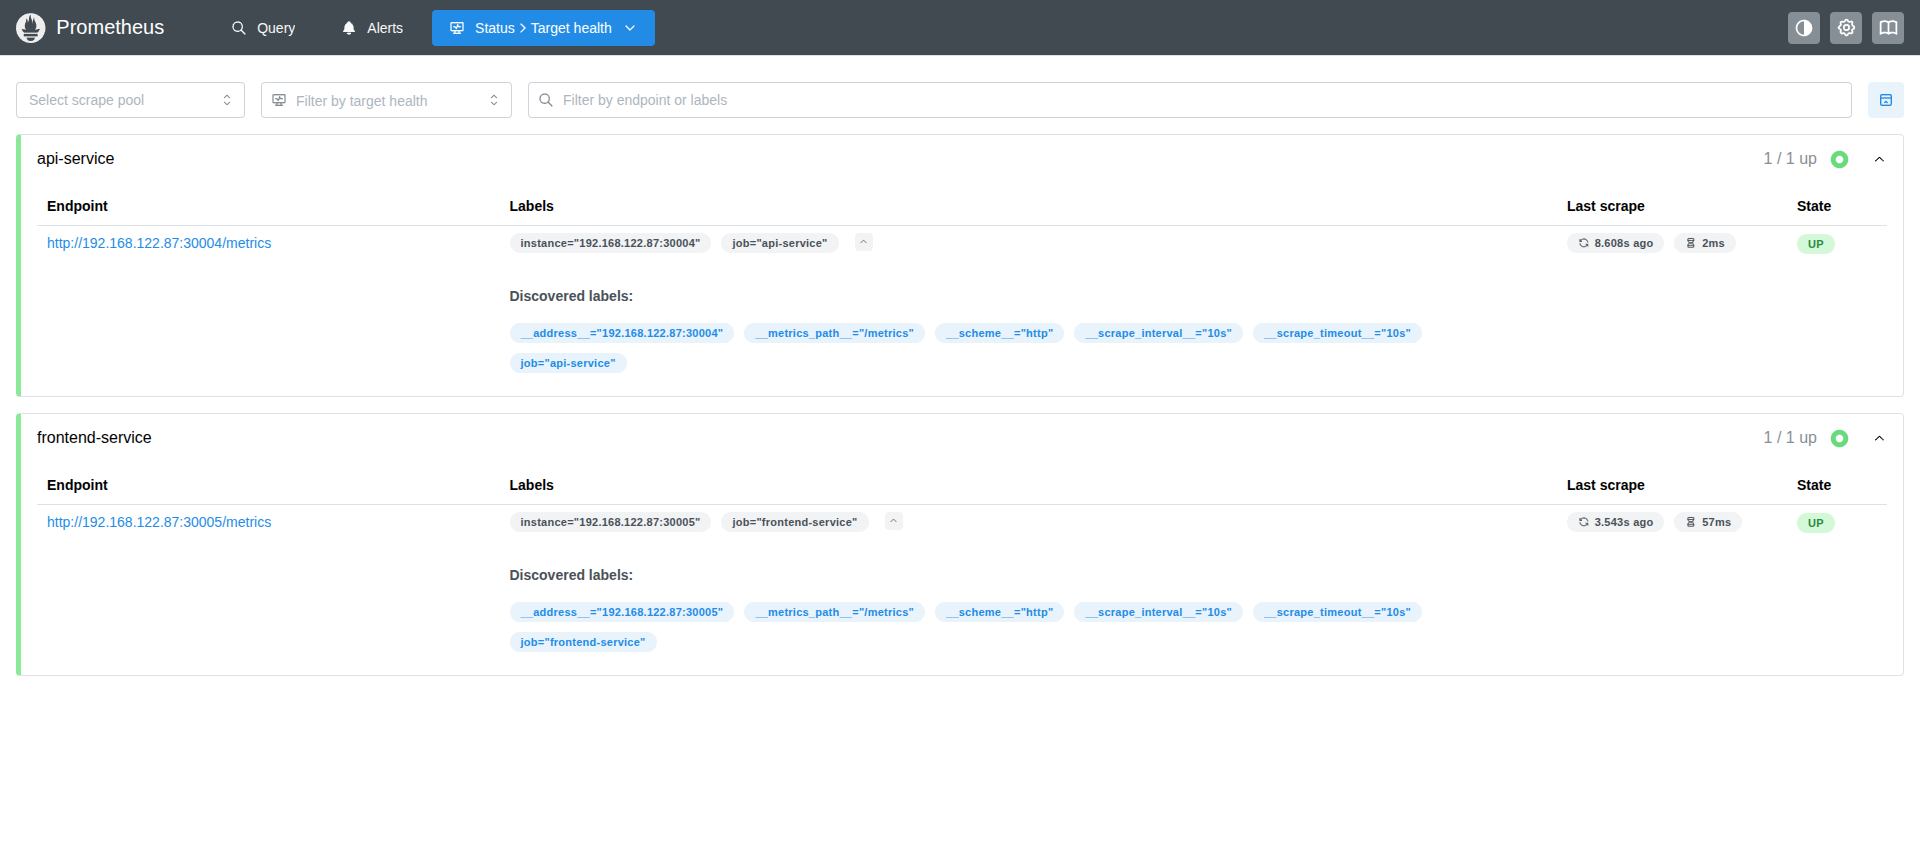 Prometheus Query Alerts Status > Target health
Select scrape pool Filter by target health Filter by endpoint or labels
api-service 1 / 1 up
Endpoint Labels Last scrape State
http://192.168.122.87:30004/metrics instance="192.168.122.87:30004" job="api-service" 8.608s ago 2ms UP
Discovered labels:
__address__="192.168.122.87:30004" __metrics_path__="/metrics" __scheme__="http" __scrape_interval__="10s" __scrape_timeout__="10s"
job="api-service"
frontend-service 1 / 1 up
Endpoint Labels Last scrape State
http://192.168.122.87:30005/metrics instance="192.168.122.87:30005" job="frontend-service" 3.543s ago 57ms UP
Discovered labels:
__address__="192.168.122.87:30005" __metrics_path__="/metrics" __scheme__="http" __scrape_interval__="10s" __scrape_timeout__="10s"
job="frontend-service"